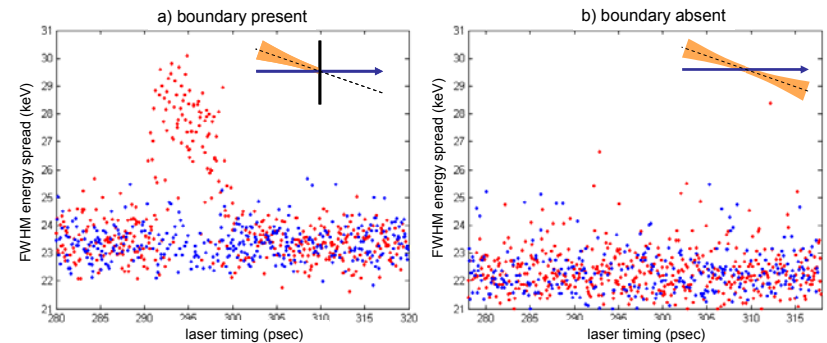 a) boundary present
b) boundary absent
FWHM energy spread (keV)
31
30
29
28
27
26
25
24
23
22
21
280 285 290 295 300 305 310 315 320
laser timing (psec)
FWHM energy spread (keV)
31
30
29
28
27
26
25
24
23
22
21
280 285 290 295 300 305 310 315
laser timing (psec)